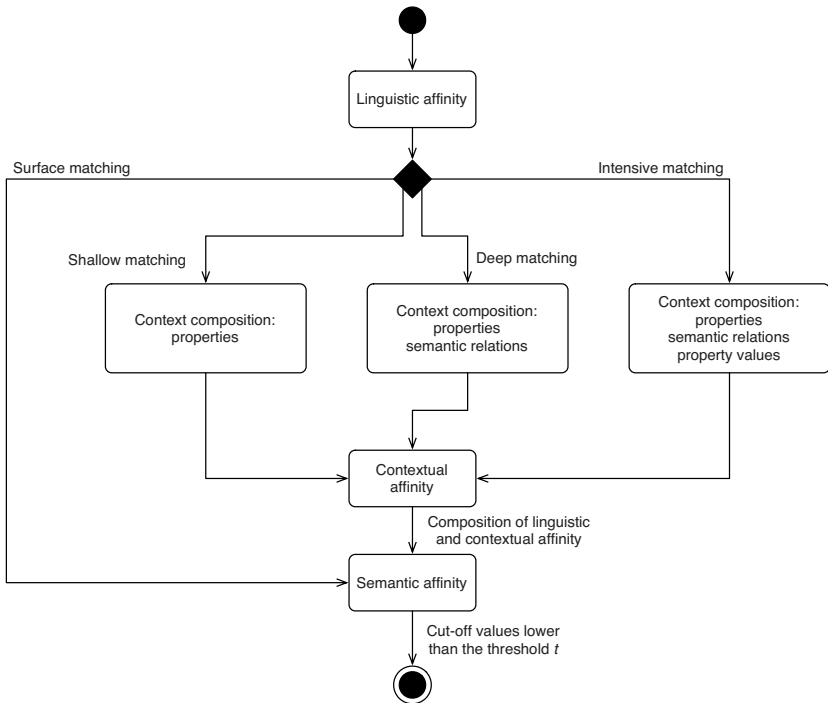 Linguistic affinity
Surface matching
Intensive matching
Shallow matching
Deep matching
Context composition:
properties
Context composition:
properties
semantic relations
Context composition:
properties
semantic relations
property values
Contextual
affinity
Composition of linguistic
and contextual affinity
Semantic affinity
Cut-off values lower
than the threshold t